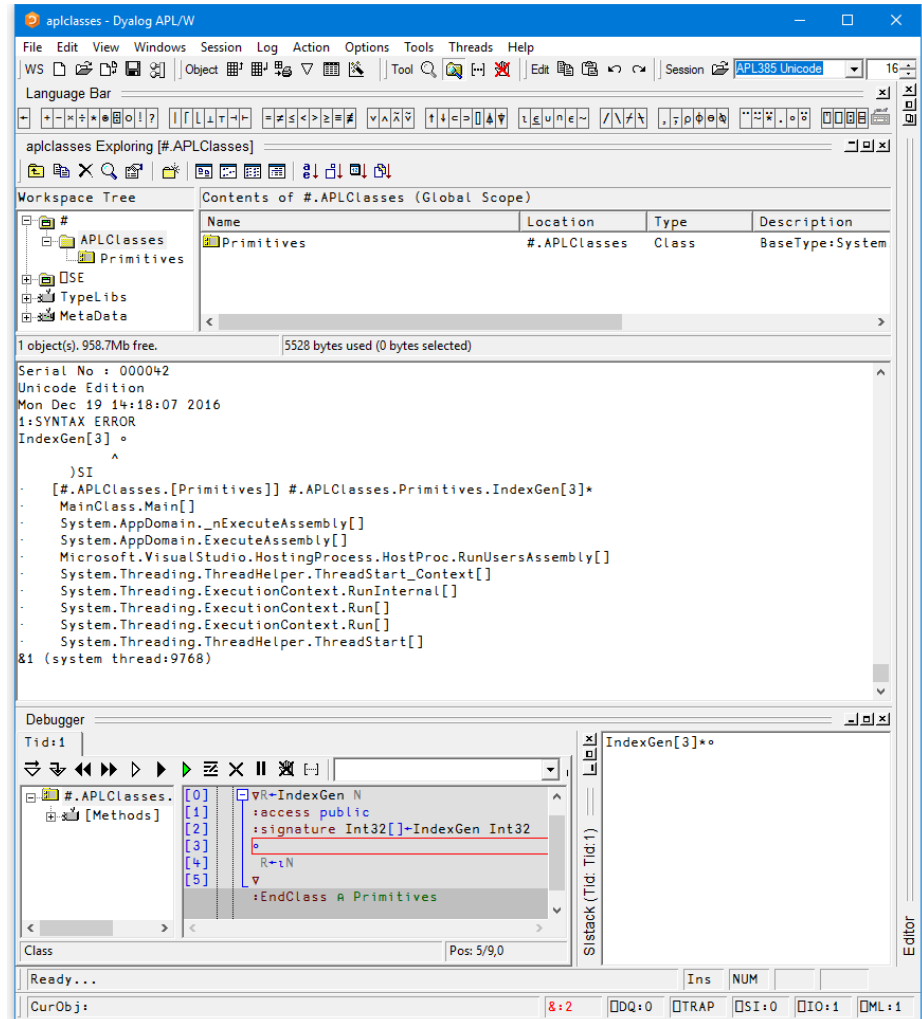 aplclasses - Dyalog APL/W
File Edit View Windows Session Log Action Options Tools Threads Help
WS Object Tool Edit Session APL385 Unicode 16
Language Bar
← + - × ÷ * ⍟ ⌹ ○ ! ? | ⌈ ⌊ ⊥ ⊤ ⊣ ⊢ = ≠ ≤ < > ≥ ≡ ≢ ∨ ∧ ⍲ ⍱ ↑ ↓ ⊂ ⊃ ⌷ ⍋ ⍒ ⍳ ⍷ ∪ ∩ ∊ ~ / \ ⌿ ⍀ , ⍪ ⍴ ⌽ ⊖ ⍉ ¨ ⍨ ⍣ . ∘ ⍤
aplclasses Exploring [#.APLClasses]
Workspace Tree
Contents of #.APLClasses (Global Scope)
#
APLClasses
Primitives
⎕SE
TypeLibs
MetaData
Name Location Type Description
Primitives #.APLClasses Class BaseType:System
1 object(s). 958.7Mb free. 5528 bytes used (0 bytes selected)
Serial No : 000042
Unicode Edition
Mon Dec 19 14:18:07 2016
1:SYNTAX ERROR
IndexGen[3] ∘
∧
)SI
· [#.APLClasses.[Primitives]] #.APLClasses.Primitives.IndexGen[3]*
· MainClass.Main[]
· System.AppDomain._nExecuteAssembly[]
· System.AppDomain.ExecuteAssembly[]
· Microsoft.VisualStudio.HostingProcess.HostProc.RunUsersAssembly[]
· System.Threading.ThreadHelper.ThreadStart_Context[]
· System.Threading.ExecutionContext.RunInternal[]
· System.Threading.ExecutionContext.Run[]
· System.Threading.ExecutionContext.Run[]
· System.Threading.ThreadHelper.ThreadStart[]
&1 (system thread:9768)
Debugger
Tid:1
#.APLClasses.
[Methods]
[0] ∇R←IndexGen N
[1] :access public
[2] :signature Int32[]←IndexGen Int32
[3] ∘
[4] R←⍳N
[5] ∇
:EndClass ⍝ Primitives
Class Pos: 5/9,0
SIstack (Tid: Tid:1)
IndexGen[3]*∘
Editor
Ready... Ins NUM
CurObj: &:2 ⎕DQ:0 ⎕TRAP ⎕SI:0 ⎕IO:1 ⎕ML:1